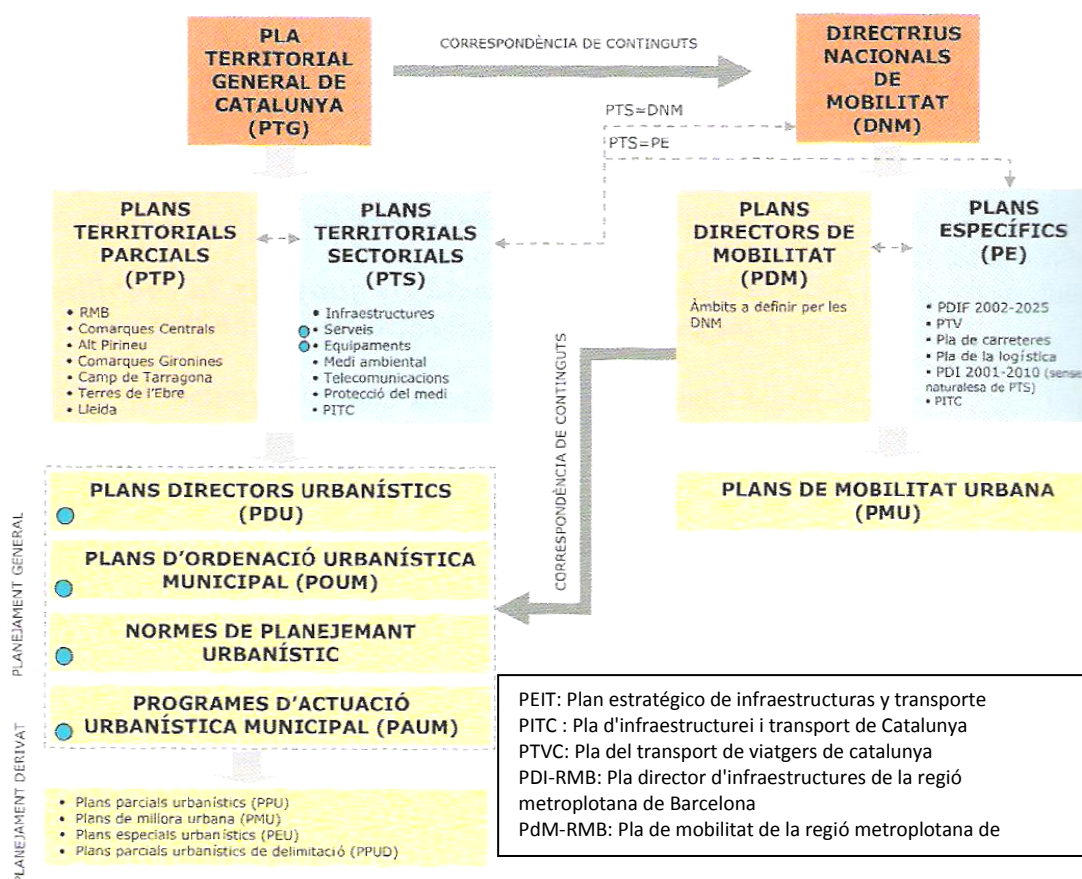 PLA
TERRITORIAL
GENERAL DE
CATALUNYA
(PTG)
CORRESPONDÈNCIA DE CONTINGUTS
DIRECTRIUS
NACIONALS
DE
MOBILITAT
(DNM)
PTS=DNM
PTS=PE
PLANS
TERRITORIALS
PARCIALS
(PTP)
• RMB
• Comarques Centrals
• Alt Pirineu
• Comarques Gironines
• Camp de Tarragona
• Terres de l'Ebre
• Lleida
PLANS
TERRITORIALS
SECTORIALS
(PTS)
• Infraestructures
• Serveis
• Equipaments
• Medi ambiental
• Telecomunicacions
• Protecció del medi
• PITC
PLANS
DIRECTORS DE
MOBILITAT
(PDM)
Àmbits a definir per les
DNM
PLANS
ESPECÍFICS
(PE)
• PDIF 2002-2025
• PTV
• Pla de carreteres
• Pla de la logística
• PDI 2001-2010 (sense
naturalesa de PTS)
• PITC
CORRESPONDÈNCIA DE CONTINGUTS
PLANEJAMENT GENERAL
PLANS DIRECTORS URBANÍSTICS
(PDU)
PLANS D'ORDENACIÓ URBANÍSTICA
MUNICIPAL (POUM)
NORMES DE PLANEJEMANT
URBANÍSTIC
PROGRAMES D'ACTUACIÓ
URBANÍSTICA MUNICIPAL (PAUM)
PLANS DE MOBILITAT URBANA
(PMU)
PLANEJAMENT DERIVAT
• Plans parcials urbanístics (PPU)
• Plans de millora urbana (PMU)
• Plans especials urbanístics (PEU)
• Plans parcials urbanístics de delimitació (PPUD)
PEIT: Plan estratégico de infraestructuras y transporte
PITC : Pla d'infraestructurei i transport de Catalunya
PTVC: Pla del transport de viatgers de catalunya
PDI-RMB: Pla director d'infraestructures de la regió
metroplotana de Barcelona
PdM-RMB: Pla de mobilitat de la regió metroplotana de